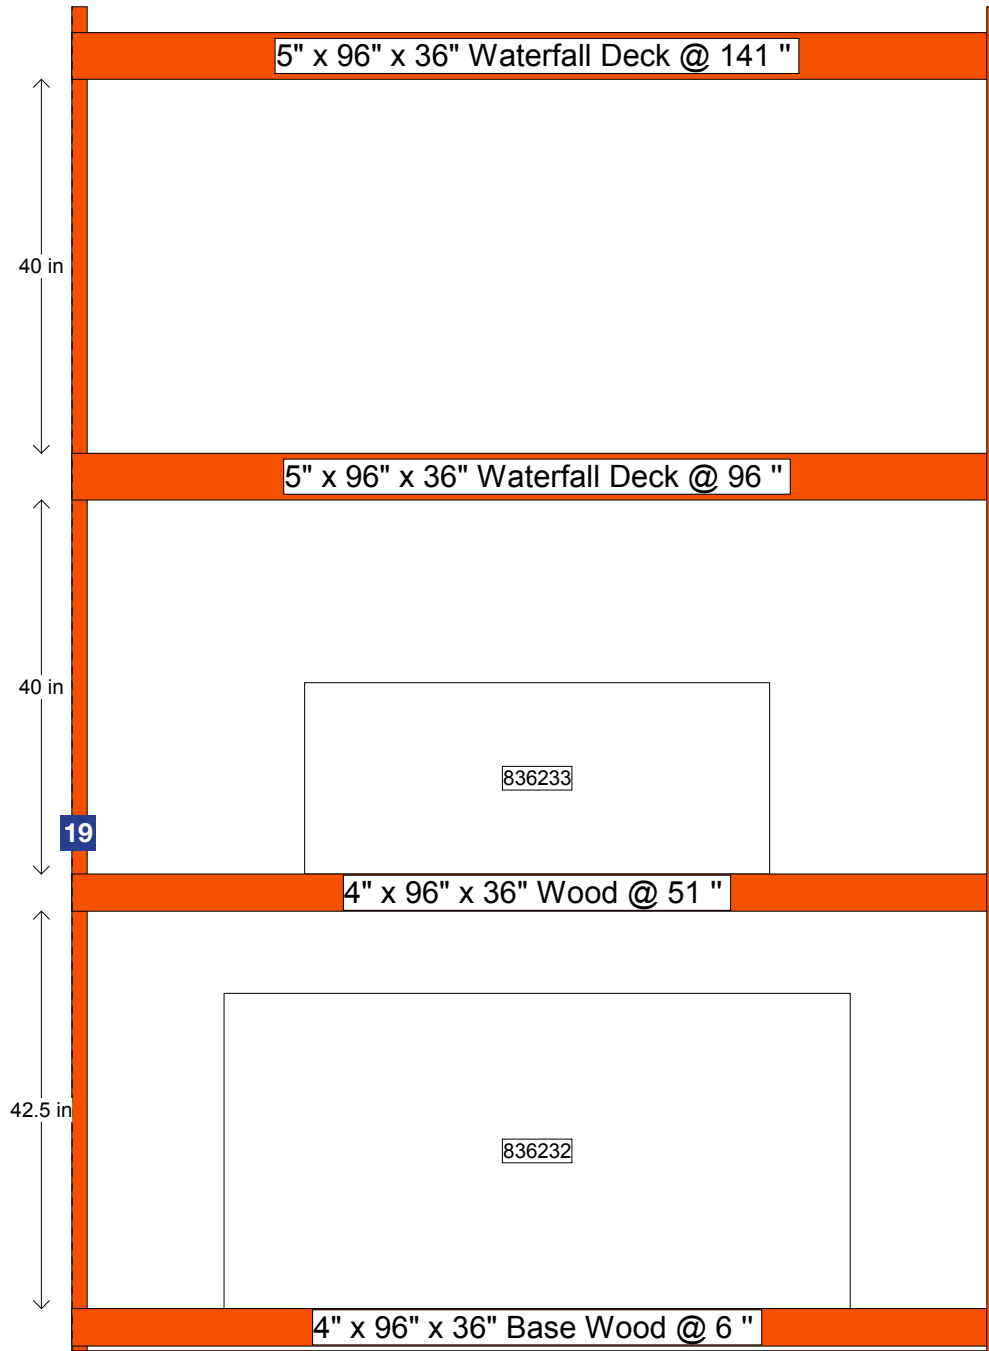 5" x 96" x 36" Waterfall Deck @ 141 "
40 in
5" x 96" x 36" Waterfall Deck @ 96 "
40 in
836233
19
4" x 96" x 36" Wood @ 51 "
42.5 in
836232
4" x 96" x 36" Base Wood @ 6 "